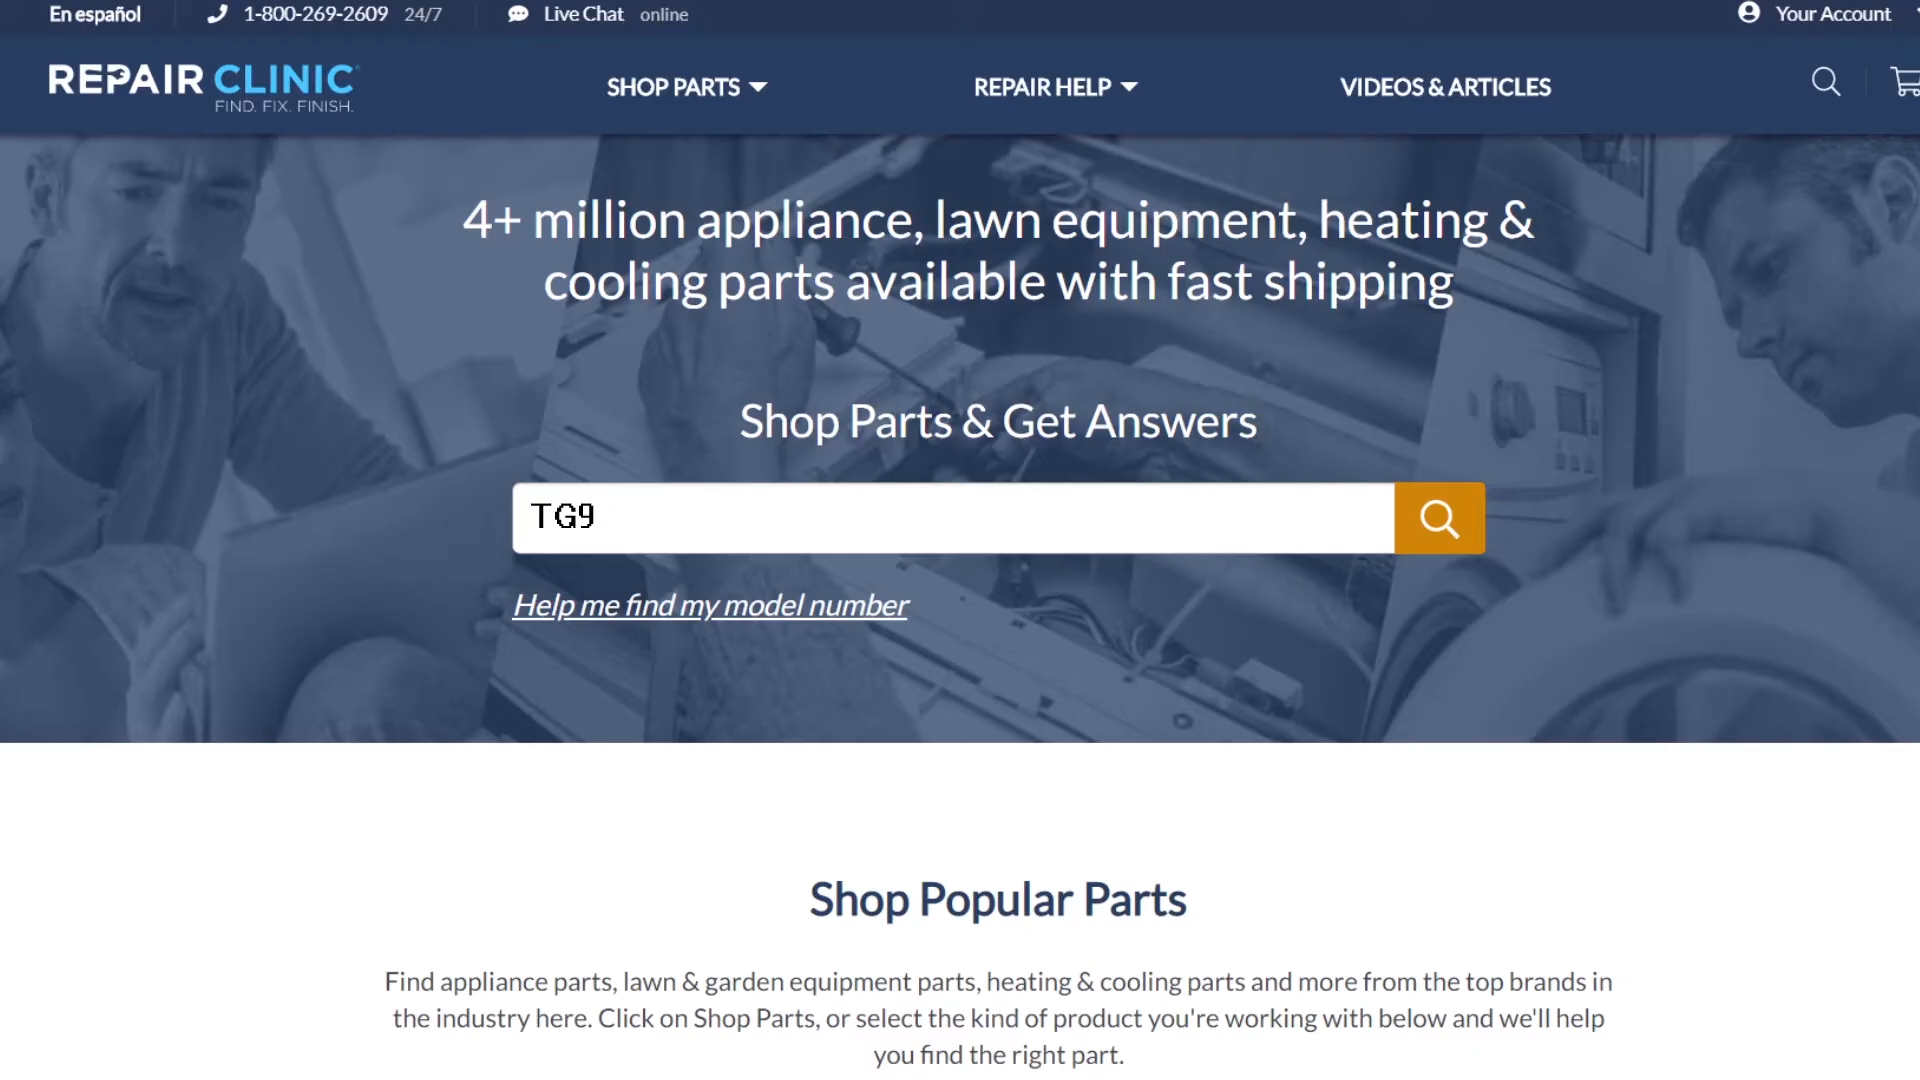 En español 1-800-269-2609 24/7 Live Chat online Your Account
REPAIR CLINIC
FIND. FIX. FINISH.
SHOP PARTS REPAIR HELP VIDEOS & ARTICLES
4+ million appliance, lawn equipment, heating &
cooling parts available with fast shipping
Shop Parts & Get Answers
TG9
Help me find my model number
Shop Popular Parts
Find appliance parts, lawn & garden equipment parts, heating & cooling parts and more from the top brands in
the industry here. Click on Shop Parts, or select the kind of product you're working with below and we'll help
you find the right part.